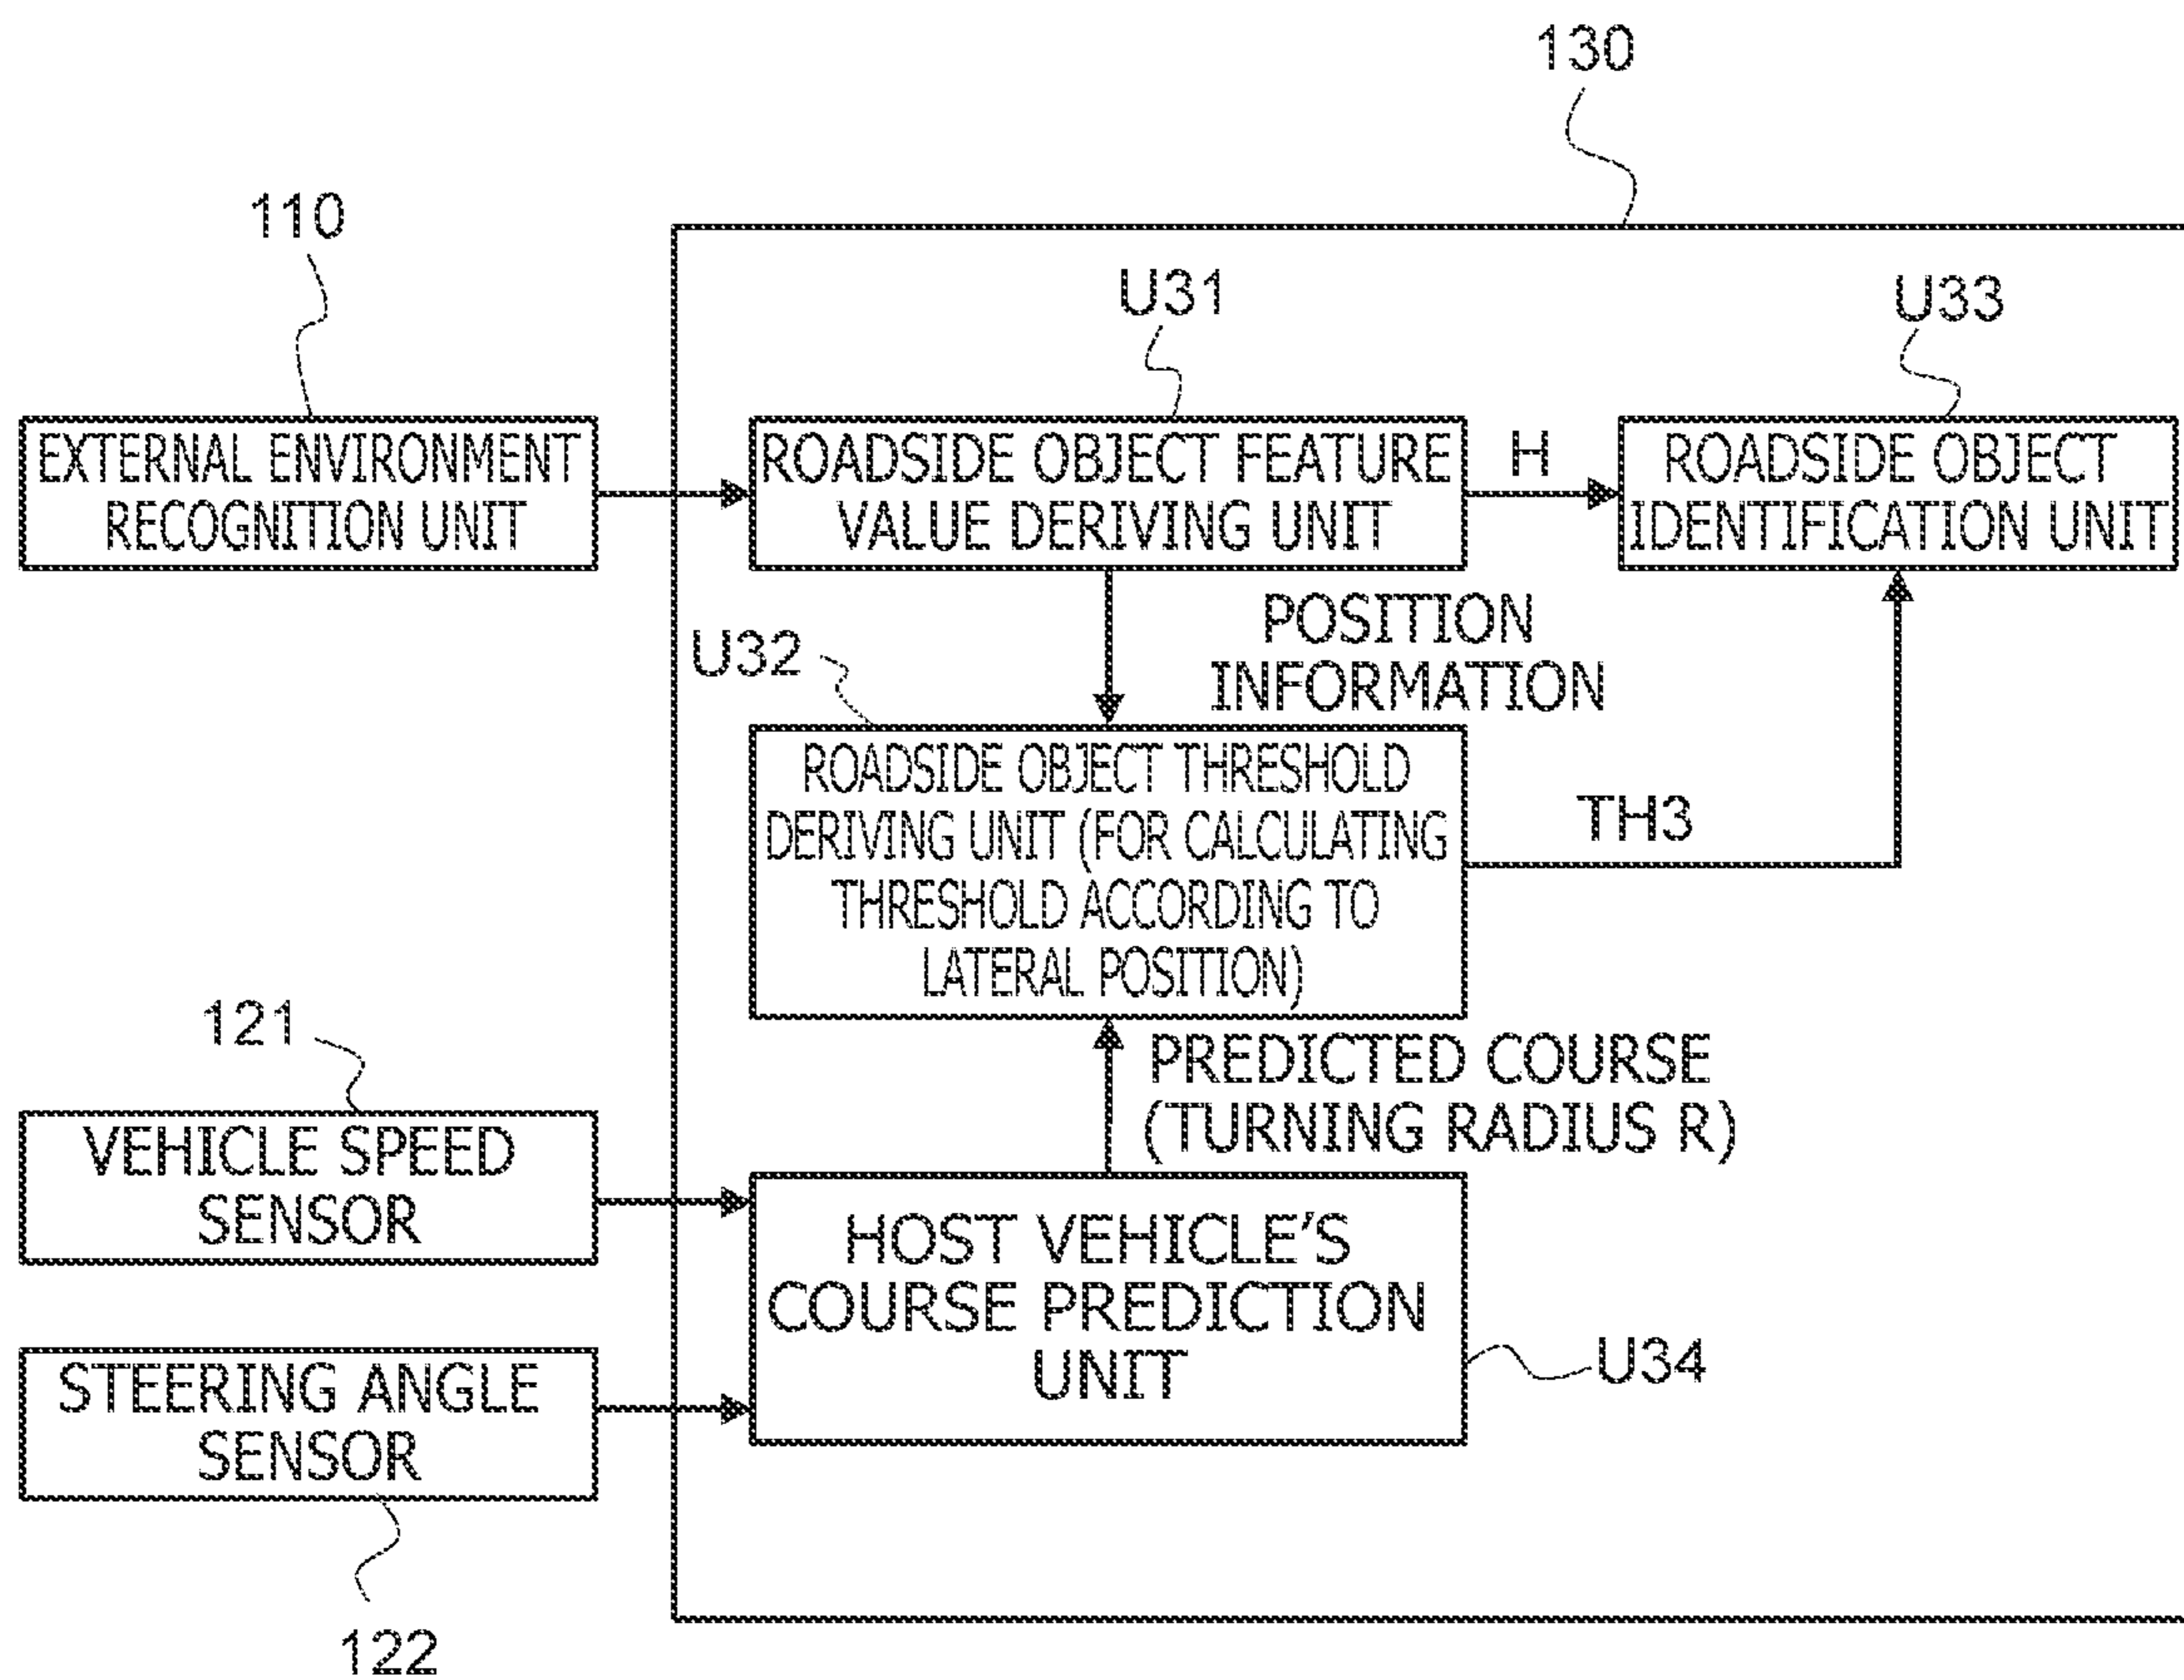 130
110
U31
U33
EXTERNAL ENVIRONMENT
RECOGNITION UNIT
ROADSIDE OBJECT FEATURE
VALUE DERIVING UNIT
H
ROADSIDE OBJECT
IDENTIFICATION UNIT
POSITION
INFORMATION
U32
ROADSIDE OBJECT THRESHOLD
DERIVING UNIT (FOR CALCULATING
THRESHOLD ACCORDING TO
LATERAL POSITION)
TH3
121
PREDICTED COURSE
(TURNING RADIUS R)
VEHICLE SPEED
SENSOR
HOST VEHICLE'S
COURSE PREDICTION
UNIT
U34
STEERING ANGLE
SENSOR
122